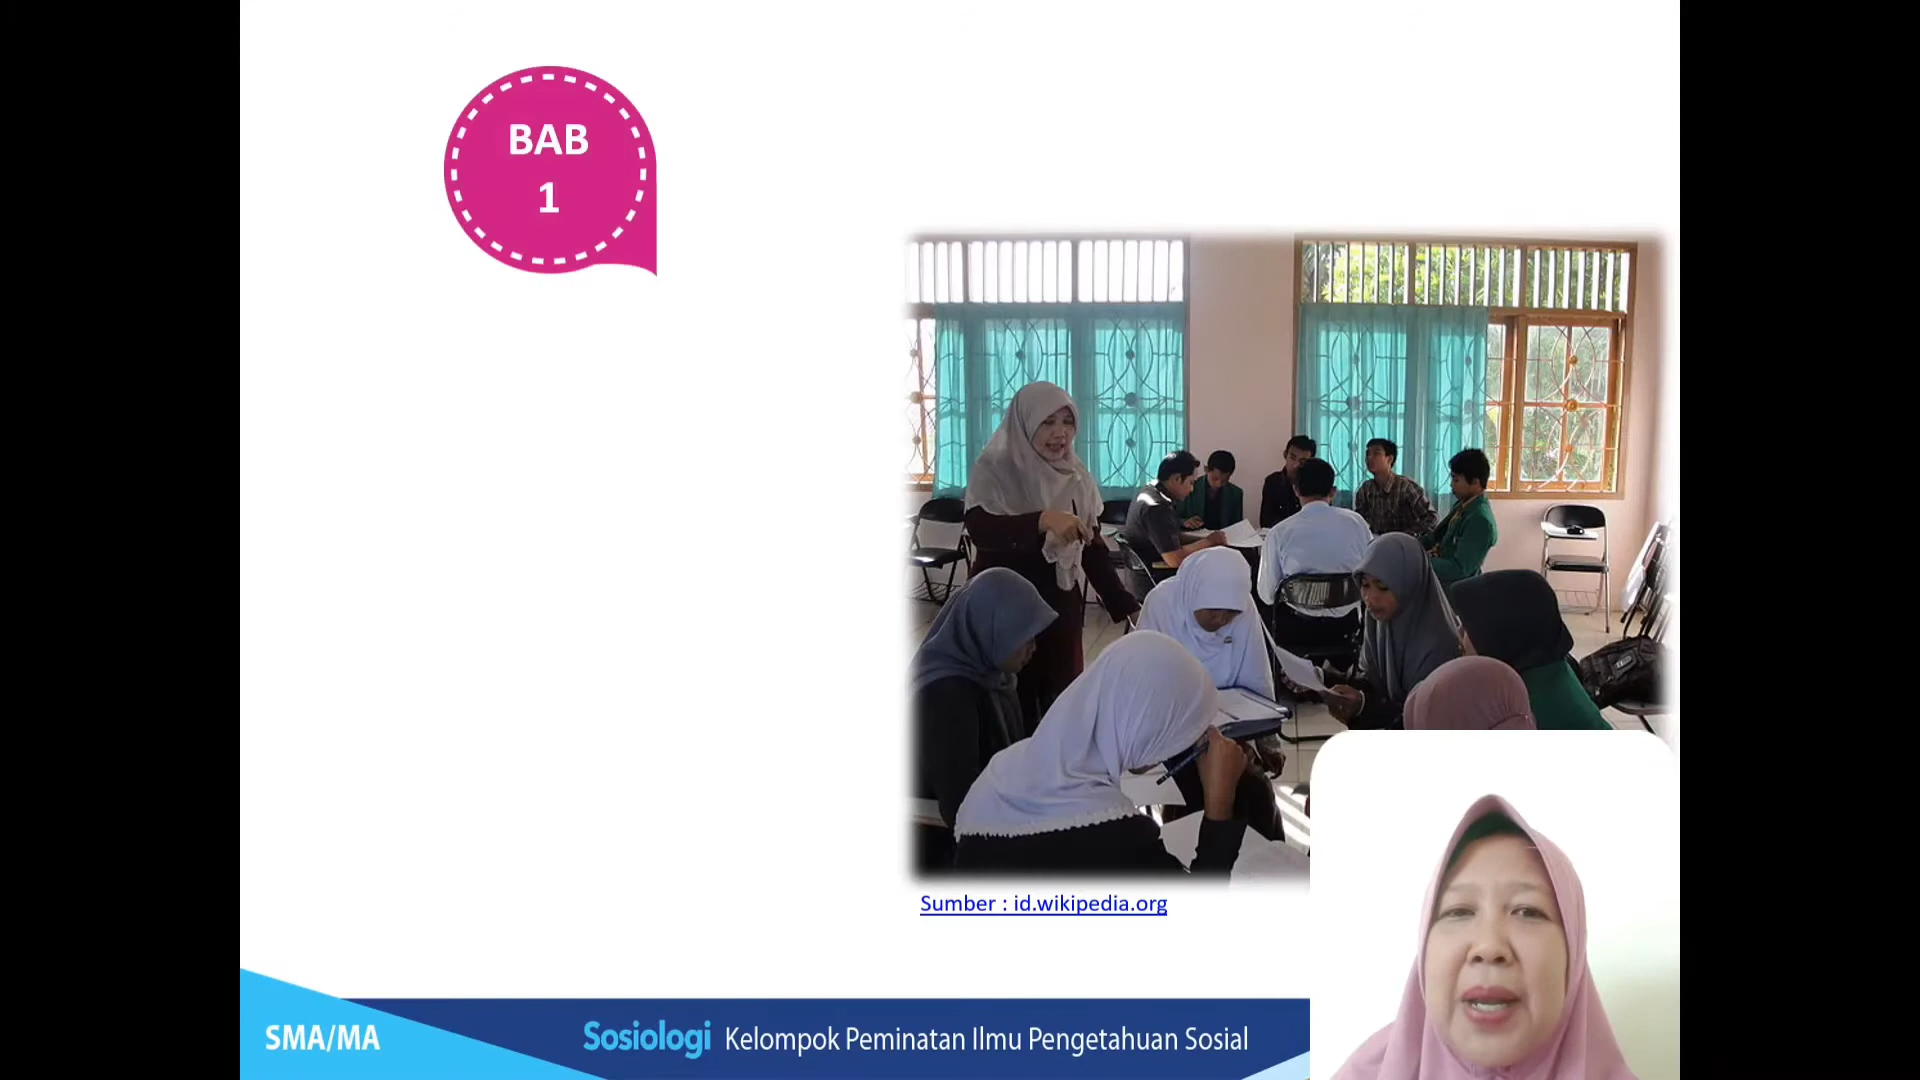 BAB
1
Sumber : id.wikipedia.org
SMA/MA
Sosiologi Kelompok Peminatan Ilmu Pengetahuan Sosial